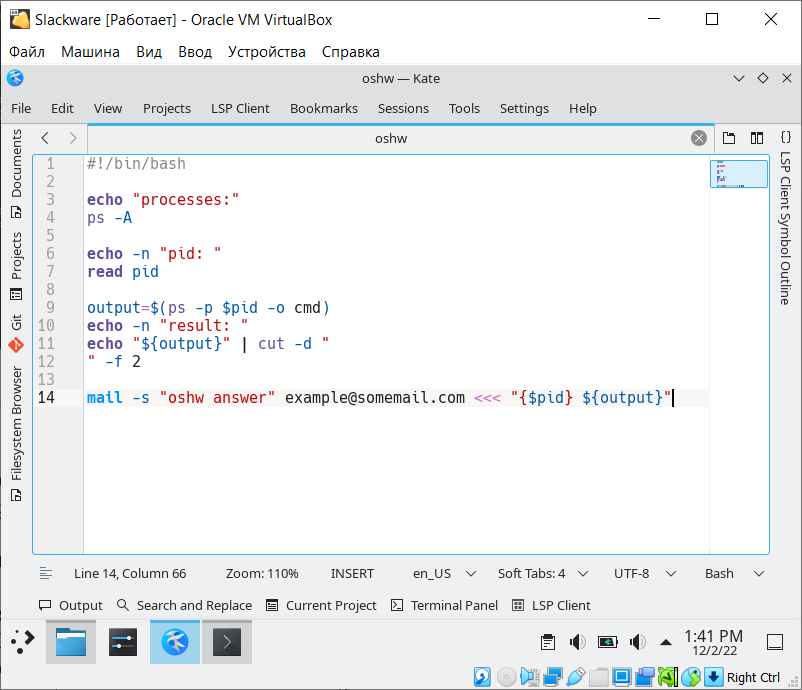 Slackware [Работает] - Oracle VM VirtualBox
Файл Машина Вид Ввод Устройства Справка
oshw — Kate
File Edit View Projects LSP Client Bookmarks Sessions Tools Settings Help
oshw
Documents
Projects
Git
Filesystem Browser
1 #!/bin/bash
2
3 echo "processes:"
4 ps -A
5
6 echo -n "pid: "
7 read pid
8
9 output=$(ps -p $pid -o cmd)
10 echo -n "result: "
11 echo "${output}" | cut -d "
12 " -f 2
13
14 mail -s "oshw answer" example@somemail.com <<< "{$pid} ${output}"
{} LSP Client Symbol Outline
Line 14, Column 66 Zoom: 110% INSERT en_US Soft Tabs: 4 UTF-8 Bash
Output Search and Replace Current Project Terminal Panel LSP Client
1:41 PM
12/2/22
Right Ctrl